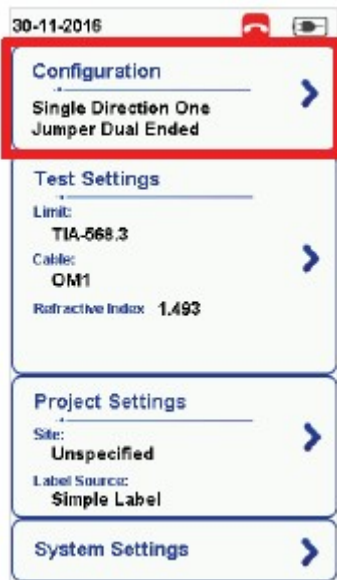 30-11-2016
Configuration
Single Direction One
Jumper Dual Ended
Test Settings
Limit:
TIA-568.3
Cable:
OM1
Refractive Index 1.493
Project Settings
Site:
Unspecified
Label Source:
Simple Label
System Settings